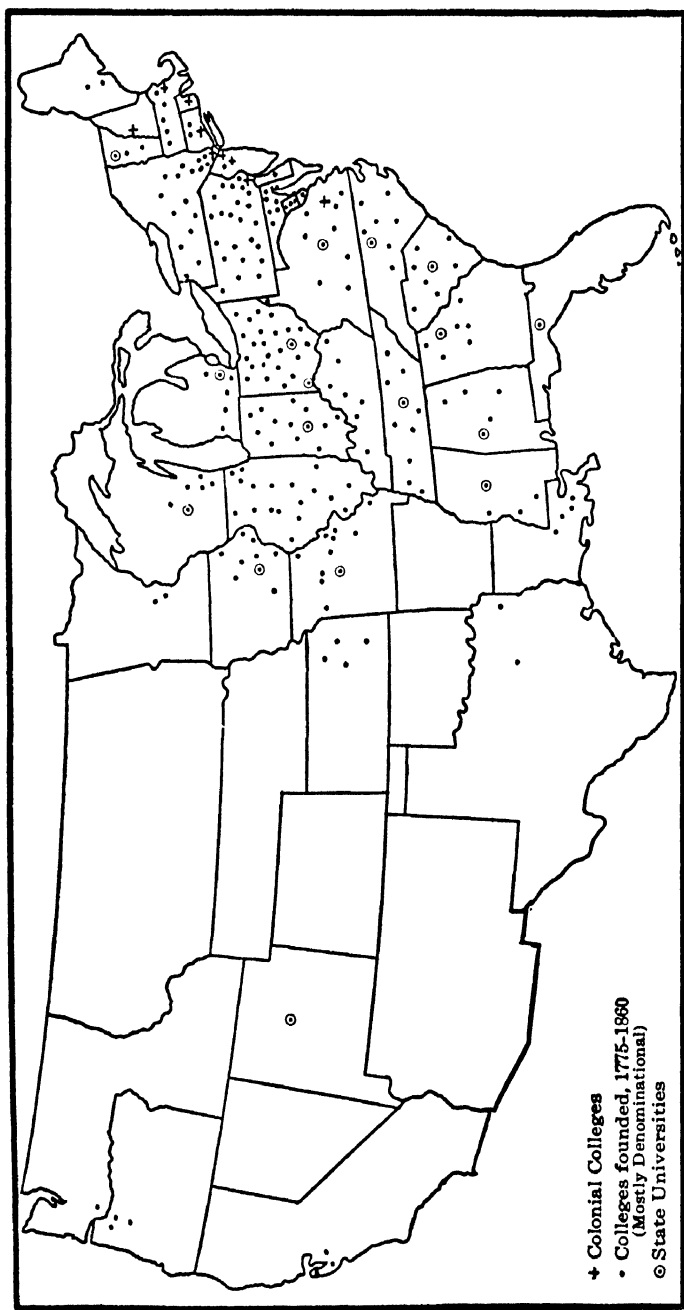 + Colonial Colleges
• Colleges founded, 1775-1860
(Mostly Denominational)
⊙ State Universities